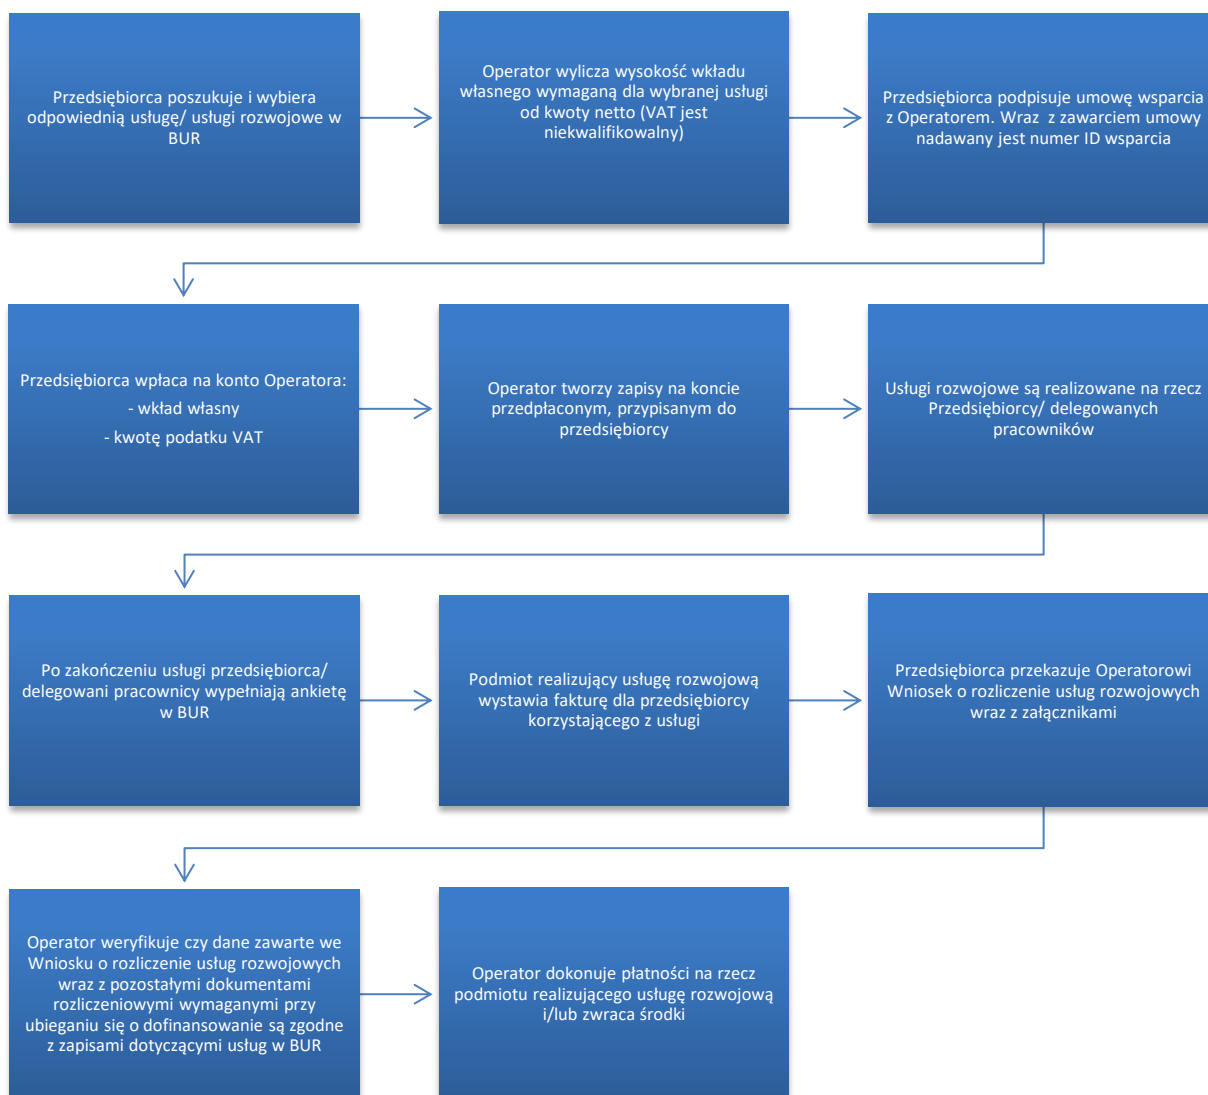 Przedsiębiorca poszukuje i wybiera
odpowiednią usługę/ usługi rozwojowe w
BUR
Operator wylicza wysokość wkładu
własnego wymaganą dla wybranej usługi
od kwoty netto (VAT jest
niekwalifikowalny)
Przedsiębiorca podpisuje umowę wsparcia
z Operatorem. Wraz z zawarciem umowy
nadawany jest numer ID wsparcia
Przedsiębiorca wpłaca na konto Operatora:
- wkład własny
- kwotę podatku VAT
Operator tworzy zapisy na koncie
przedpłaconym, przypisanym do
przedsiębiorcy
Usługi rozwojowe są realizowane na rzecz
Przedsiębiorcy/ delegowanych
pracowników
Po zakończeniu usługi przedsiębiorca/
delegowani pracownicy wypełniają ankietę
w BUR
Podmiot realizujący usługę rozwojową
wystawia fakturę dla przedsiębiorcy
korzystającego z usługi
Przedsiębiorca przekazuje Operatorowi
Wniosek o rozliczenie usług rozwojowych
wraz z załącznikami
Operator weryfikuje czy dane zawarte we
Wniosku o rozliczenie usług rozwojowych
wraz z pozostałymi dokumentami
rozliczeniowymi wymaganymi przy
ubieganiu się o dofinansowanie są zgodne
z zapisami dotyczącymi usług w BUR
Operator dokonuje płatności na rzecz
podmiotu realizującego usługę rozwojową
i/lub zwraca środki